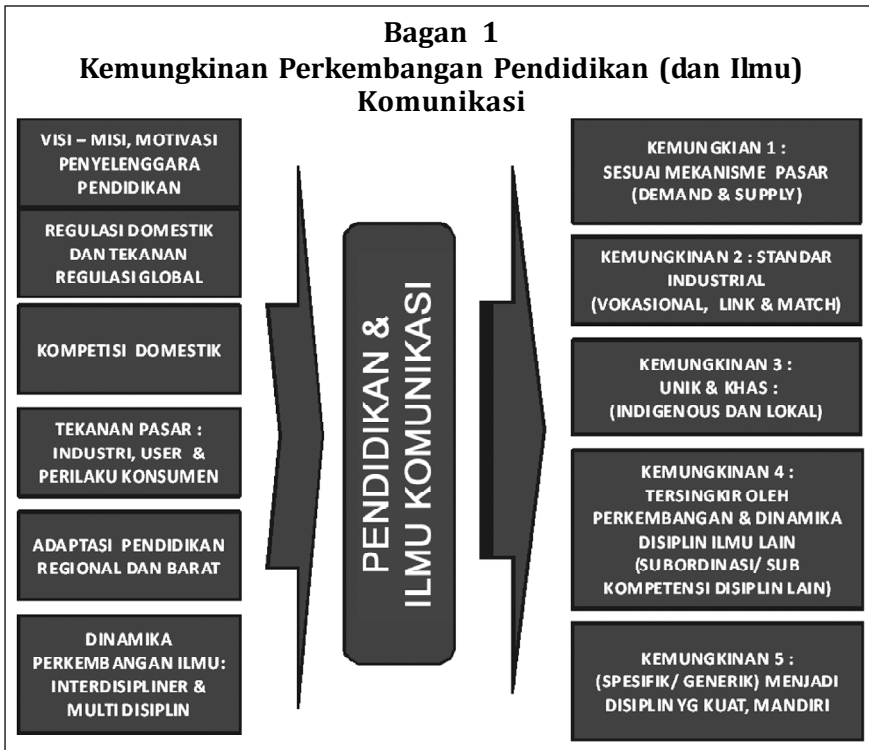 Bagan 1
Kemungkinan Perkembangan Pendidikan (dan Ilmu)
Komunikasi
VISI – MISI, MOTIVASI
PENYELENGGARA
PENDIDIKAN
REGULASI DOMESTIK
DAN TEKANAN
REGULASI GLOBAL
KOMPETISI DOMESTIK
TEKANAN PASAR :
INDUSTRI, USER &
PERILAKU KONSUMEN
ADAPTASI PENDIDIKAN
REGIONAL DAN BARAT
DINAMIKA
PERKEMBANGAN ILMU:
INTERDISIPLINER &
MULTI DISIPLIN
PENDIDIKAN &
ILMU KOMUNIKASI
KEMUNGKIAN 1 :
SESUAI MEKANISME PASAR
(DEMAND & SUPPLY)
KEMUNGKINAN 2 : STANDAR
INDUSTRIAL
(VOKASIONAL, LINK & MATCH)
KEMUNGKINAN 3 :
UNIK & KHAS :
(INDIGENOUS DAN LOKAL)
KEMUNGKINAN 4 :
TERSINGKIR OLEH
PERKEMBANGAN & DINAMIKA
DISIPLIN ILMU LAIN
(SUBORDINASI/ SUB
KOMPETENSI DISIPLIN LAIN)
KEMUNGKINAN 5 :
(SPESIFIK/ GENERIK) MENJADI
DISIPLIN YG KUAT, MANDIRI